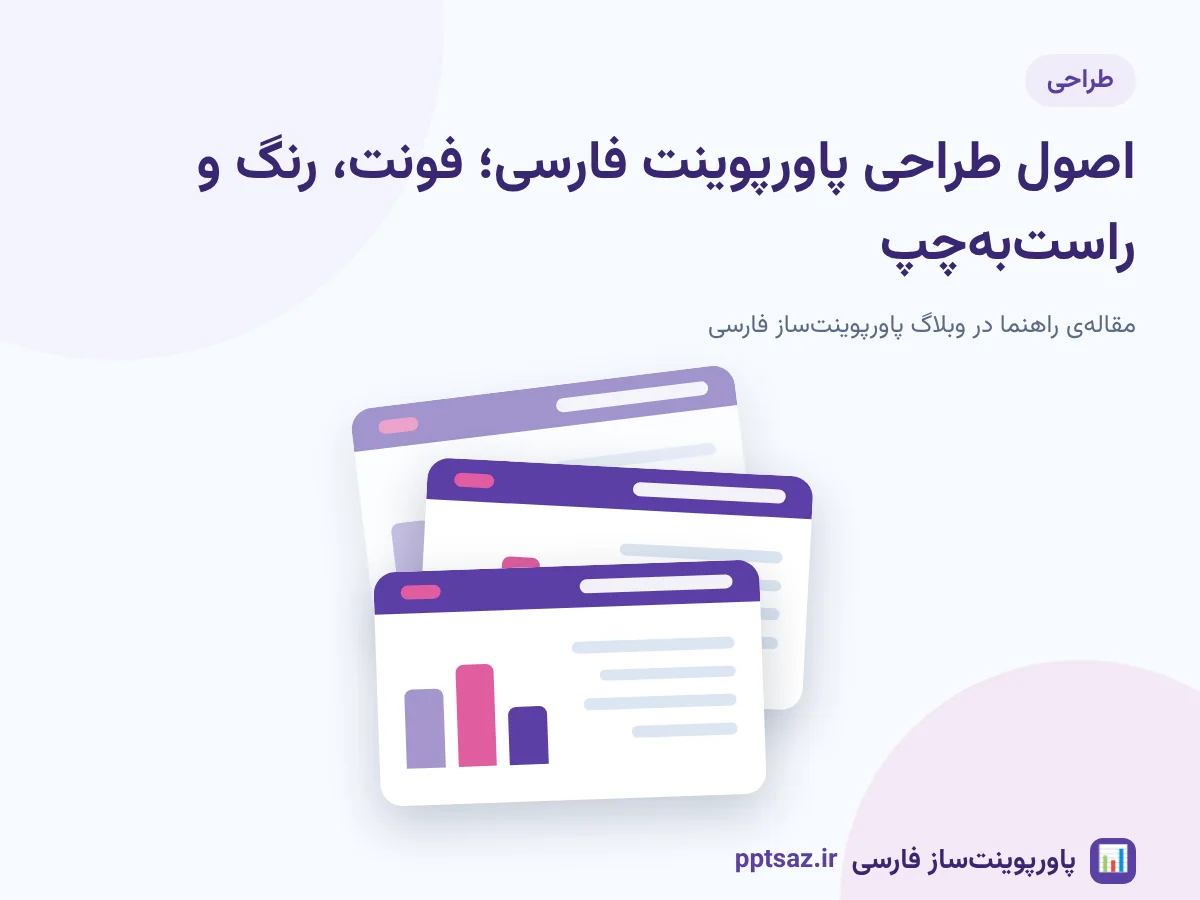 طراحی
اصول طراحی پاورپوینت فارسی؛ فونت، رنگ و
راست‌به‌چپ
مقاله‌ی راهنما در وبلاگ پاورپوینت‌ساز فارسی
پاورپوینت‌ساز فارسی pptsaz.ir